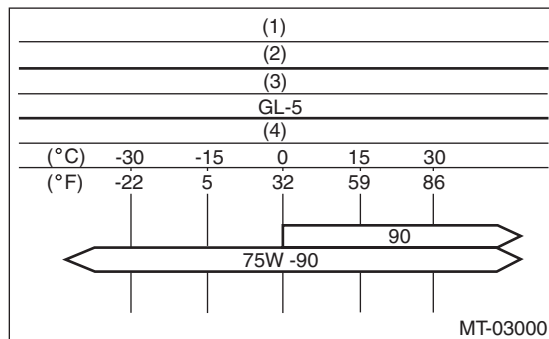 (1)
(2)
(3)
GL-5
(4)
(°C) -30 -15 0 15 30
(°F) -22 5 32 59 86
90
75W -90
MT-03000